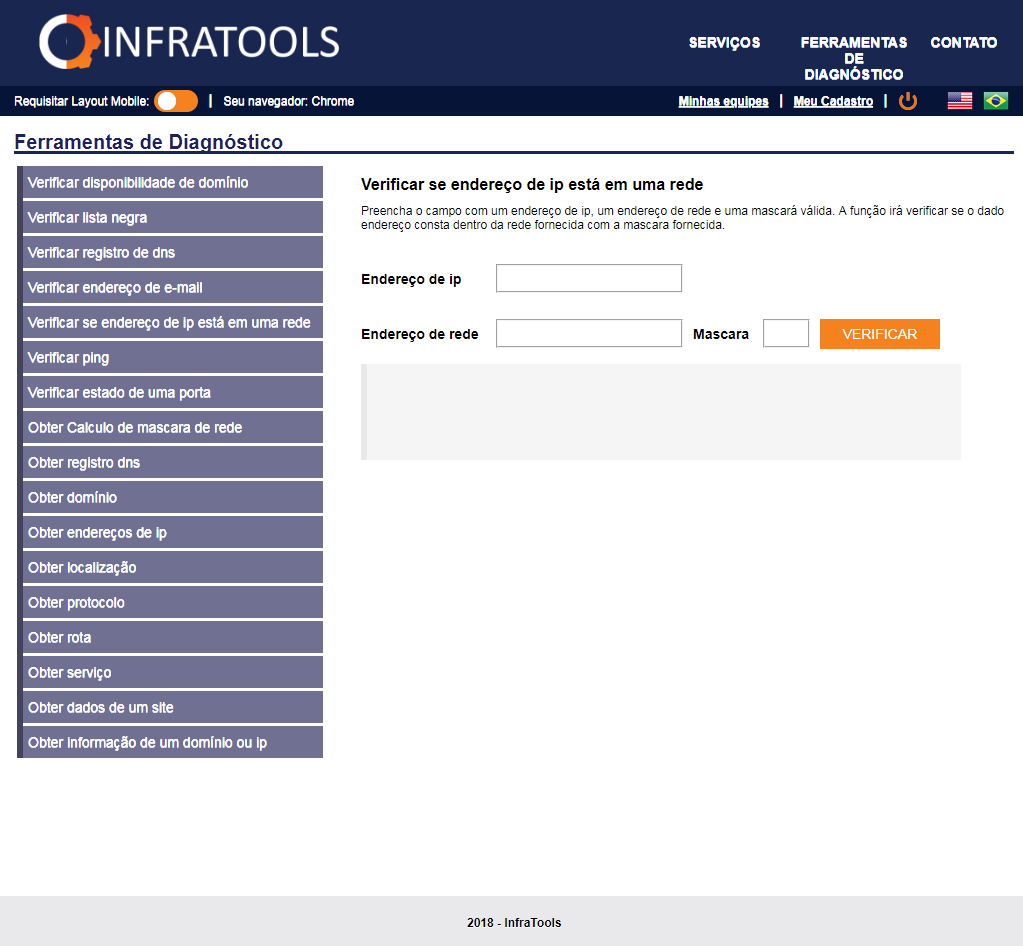 INFRATOOLS
SERVIÇOS
FERRAMENTAS
DE
DIAGNÓSTICO
CONTATO
Requisitar Layout Mobile: | Seu navegador: Chrome
Minhas equipes | Meu Cadastro |
Ferramentas de Diagnóstico
Verificar disponibilidade de domínio
Verificar lista negra
Verificar registro de dns
Verificar endereço de e-mail
Verificar se endereço de ip está em uma rede
Verificar ping
Verificar estado de uma porta
Obter Calculo de mascara de rede
Obter registro dns
Obter domínio
Obter endereços de ip
Obter localização
Obter protocolo
Obter rota
Obter serviço
Obter dados de um site
Obter informação de um domínio ou ip
Verificar se endereço de ip está em uma rede
Preencha o campo com um endereço de ip, um endereço de rede e uma mascará válida. A função irá verificar se o dado
endereço consta dentro da rede fornecida com a mascara fornecida.
Endereço de ip
Endereço de rede Mascara VERIFICAR
2018 - InfraTools